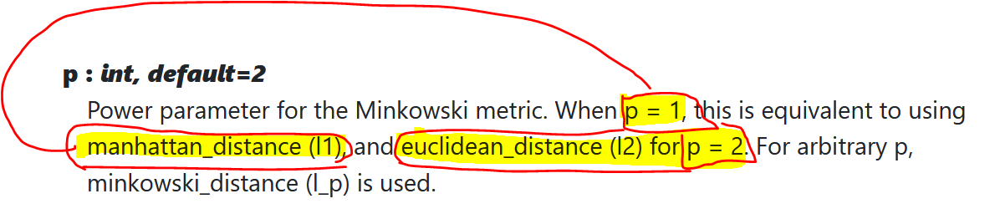 p : int, default=2
Power parameter for the Minkowski metric. When p = 1, this is equivalent to using
manhattan_distance (l1), and euclidean_distance (l2) for p = 2. For arbitrary p,
minkowski_distance (l_p) is used.